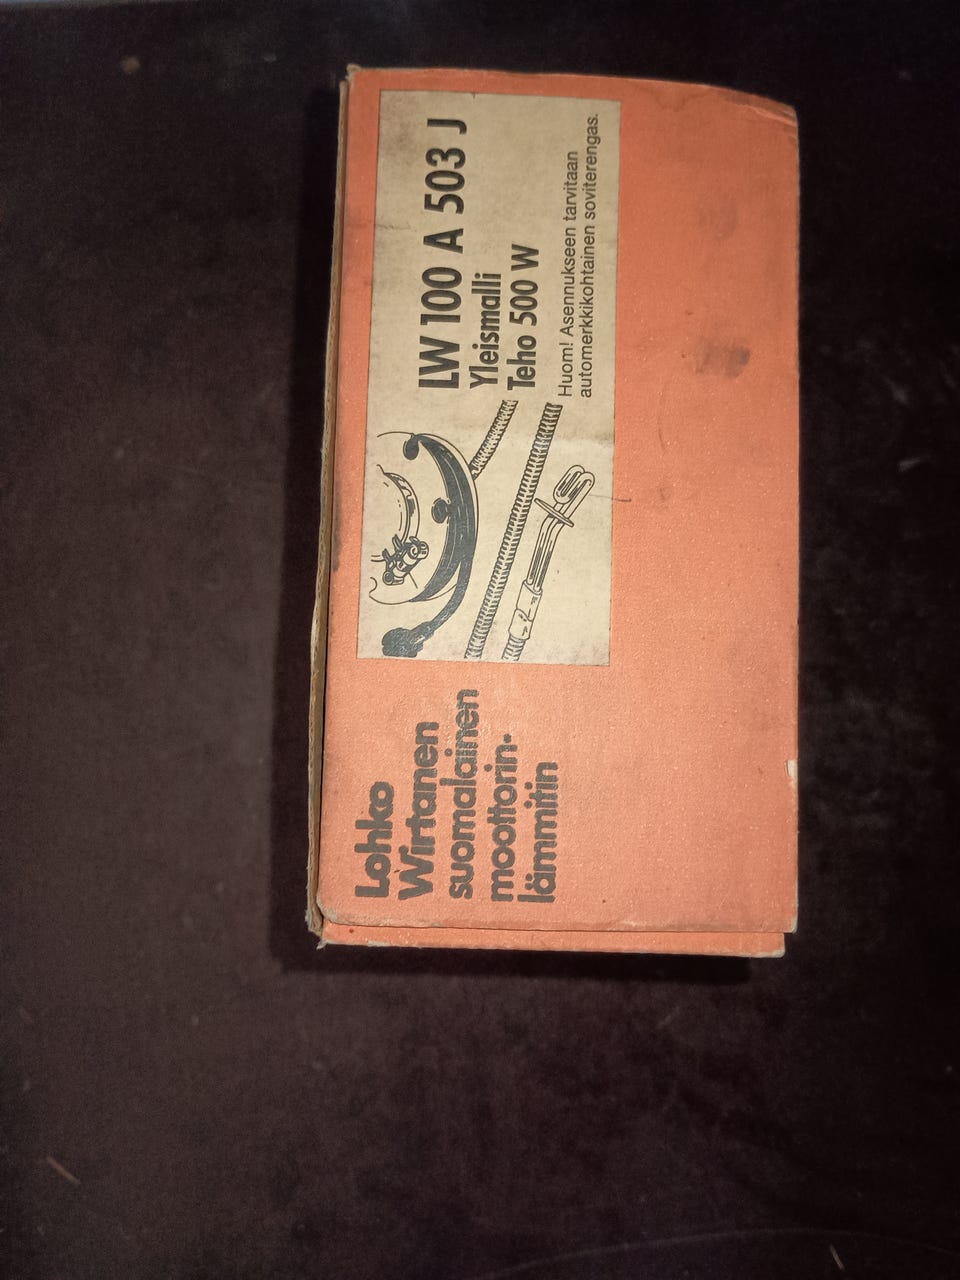 Lohko
Wirtanen
suomalainen
moottorin-
lämmitin
LW 100 A 503 J
Yleismalli
Teho 500 W
Huom! Asennukseen tarvitaan
automerkkikohtainen soviterengas.